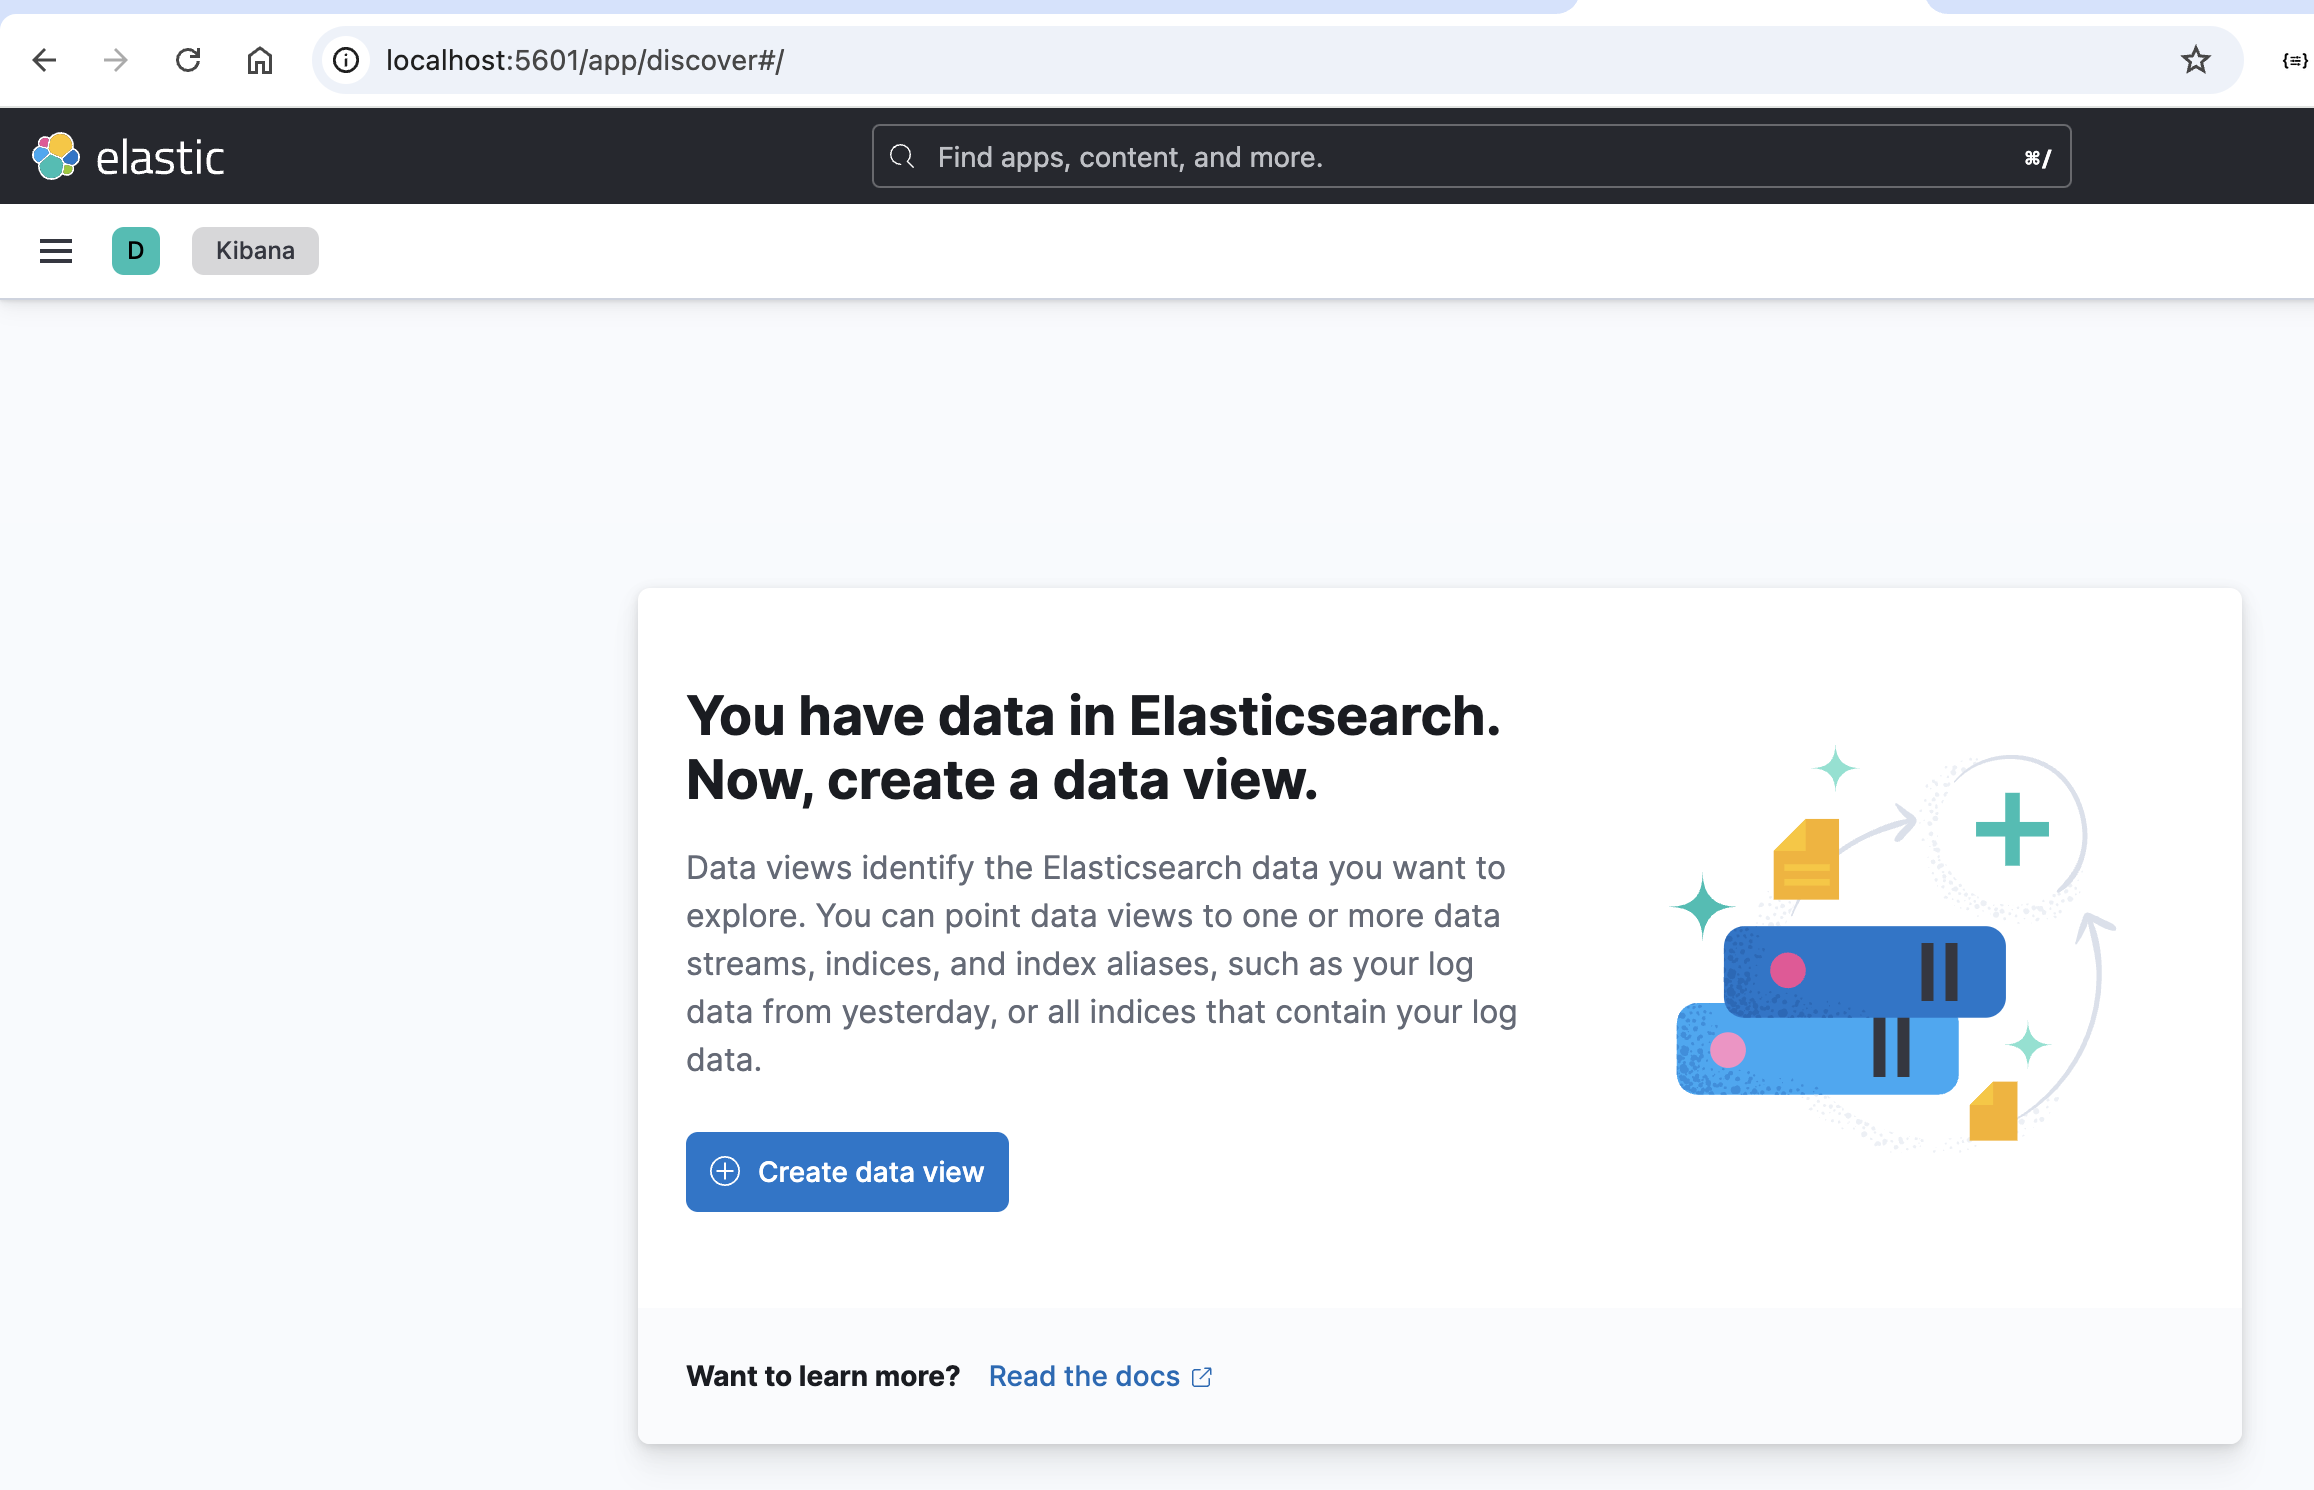 localhost:5601/app/discover#/
{≡}
elastic
Find apps, content, and more.
⌘/
D
Kibana
You have data in Elasticsearch.
Now, create a data view.
Data views identify the Elasticsearch data you want to
explore. You can point data views to one or more data
streams, indices, and index aliases, such as your log
data from yesterday, or all indices that contain your log
data.
Create data view
Want to learn more? Read the docs